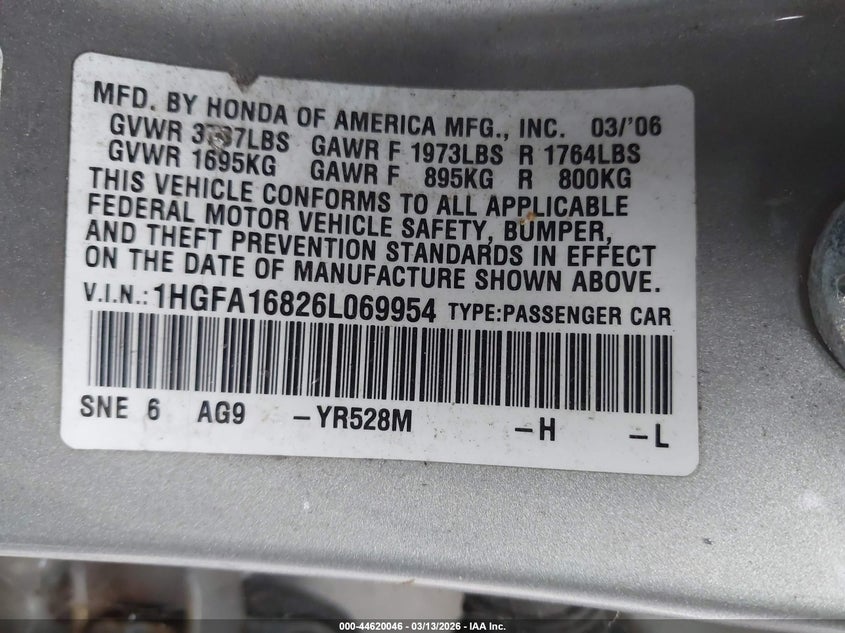 MFD. BY HONDA OF AMERICA MFG., INC. 03/'06
GVWR GAWR F 1973LBS R 1764LBS
GVWR 1695KG GAWR F 895KG R 800KG
THIS VEHICLE CONFORMS TO ALL APPLICABLE
FEDERAL MOTOR VEHICLE SAFETY, BUMPER,
AND THEFT PREVENTION STANDARDS IN EFFECT
ON THE DATE OF MANUFACTURE SHOWN ABOVE.
V.I.N.: 1HGFA16826L069954 TYPE:PASSENGER CAR
SNE 6 AG9 -YR528M -H -L
000-44620046 - 03/13/2026 - IAA Inc.